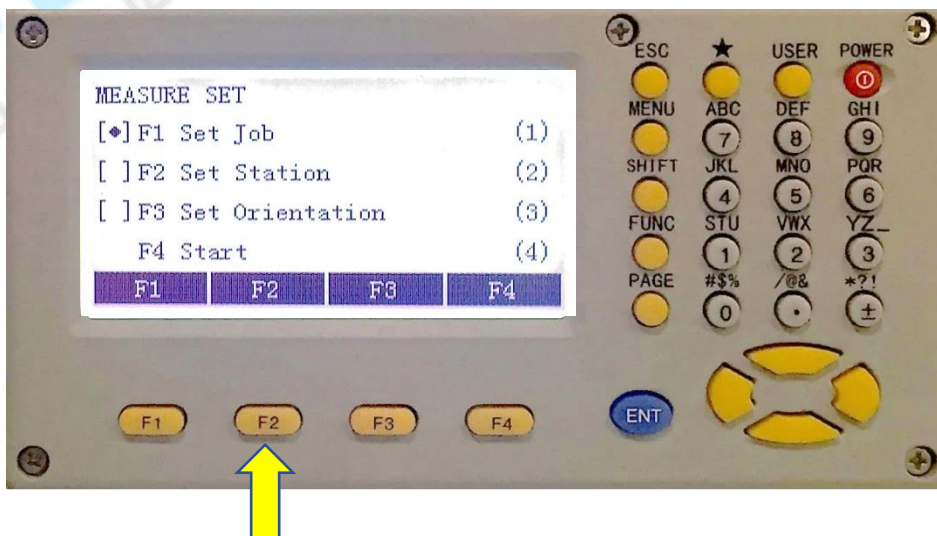 MEASURE SET
[◆] F1 Set Job (1)
[ ] F2 Set Station (2)
[ ] F3 Set Orientation (3)
F4 Start (4)
F1 F2 F3 F4
F1 F2 F3 F4
ESC ★ USER POWER
MENU ABC DEF GHI
7 8 9
SHIFT JKL MNO PQR
4 5 6
FUNC STU VWX YZ_
1 2 3
PAGE #$% /@& *?!
0 . ±
ENT